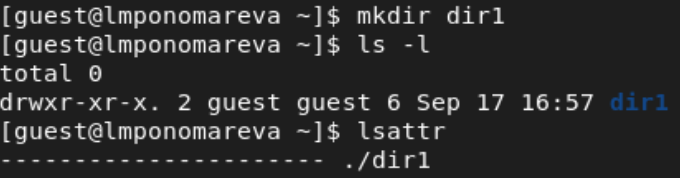 [guest@lmponomareva ~]$ mkdir dir1
[guest@lmponomareva ~]$ ls -l
total 0
drwxr-xr-x. 2 guest guest 6 Sep 17 16:57 dir1
[guest@lmponomareva ~]$ lsattr
---------------------- ./dir1